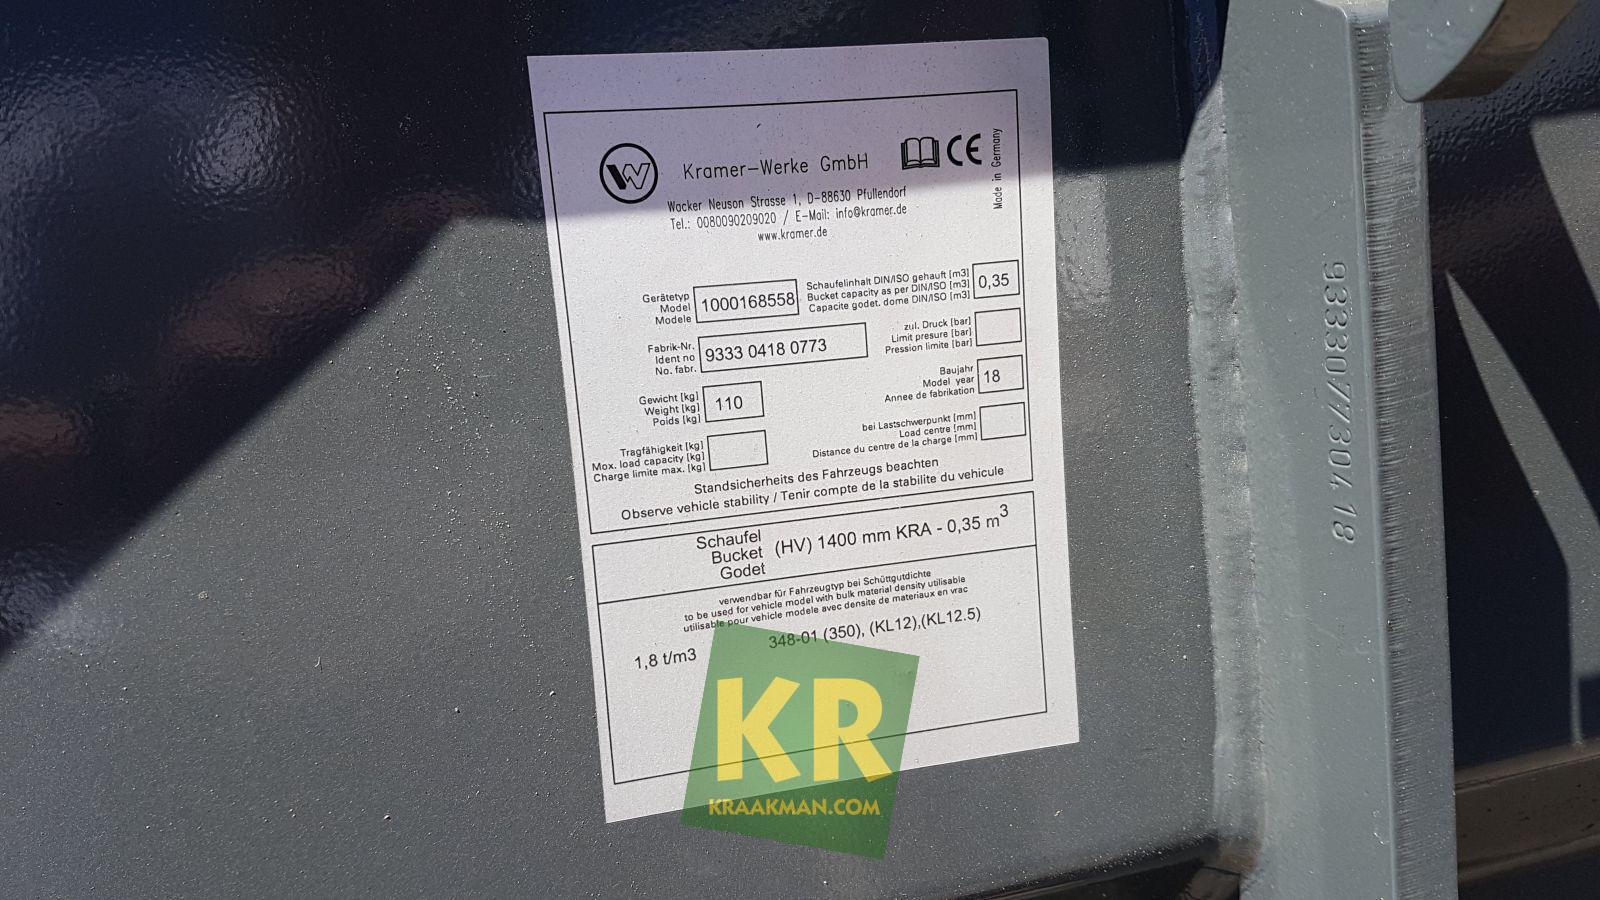 W Kramer-Werke GmbH CE
Made in Germany
Wacker Neuson Strasse 1, D-88630 Pfullendorf
Tel.: 0080090209020 / E-Mail: info@kramer.de
www.kramer.de
Gerätetyp
Model
Modele
1000168558
Schaufelinhalt DIN/ISO gehauft [m3]
Bucket capacity as per DIN/ISO [m3]
Capacite godet. dome DIN/ISO [m3]
0,35
Fabrik-Nr.
Ident no
No. fabr.
9333 0418 0773
zul. Druck [bar]
Limit presure [bar]
Pression limite [bar]
Gewicht [kg]
Weight [kg]
Poids [kg]
110
Baujahr
Model year
Annee de fabrikation
18
Tragfähigkeit [kg]
Mox. load capacity [kg]
Charge limite max. [kg]
bei Lastschwerpunkt [mm]
Load centre [mm]
Distance du centre de la charge [mm]
Standsicherheits des Fahrzeugs beachten
Observe vehicle stability / Tenir compte de la stabilite du vehicule
Schaufel
Bucket
Godet
(HV) 1400 mm KRA - 0,35 m3
verwendbar für Fahrzeugtyp bei Schüttgutdichte
to be used for vehicle model with bulk material density utilisable
utilisable pour vehicle modele avec densite de materiaux en vrac
1,8 t/m3
348-01 (350), (KL12),(KL12.5)
KR
KRAAKMAN.COM
933307730418